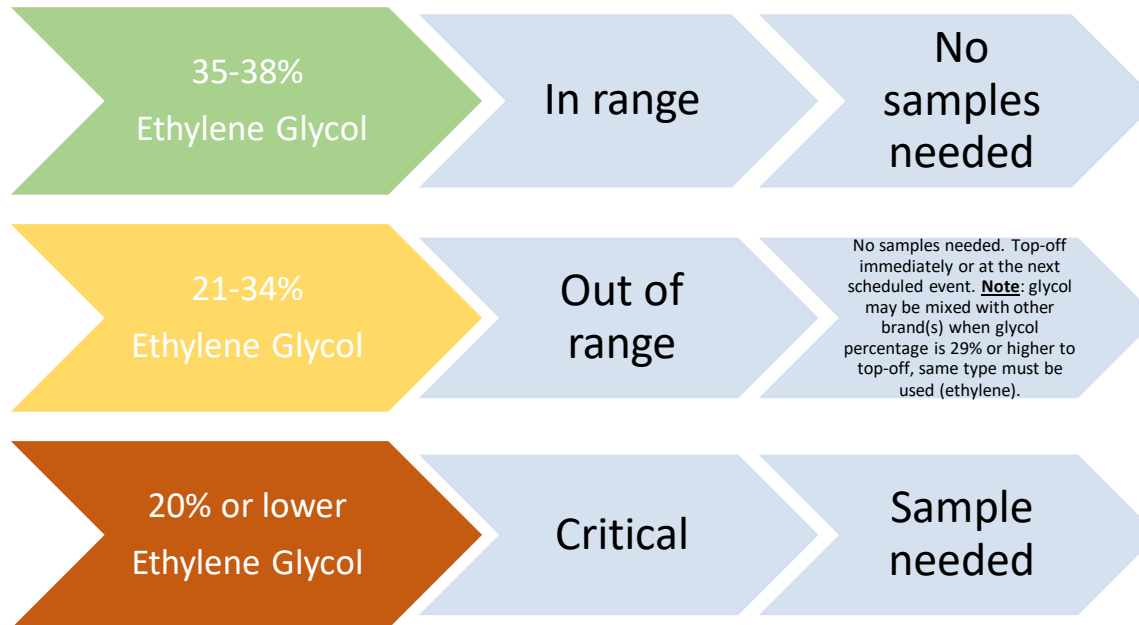 35-38%
Ethylene Glycol
In range
No
samples
needed
21-34%
Ethylene Glycol
Out of
range
No samples needed. Top-off
immediately or at the next
scheduled event. Note: glycol
may be mixed with other
brand(s) when glycol
percentage is 29% or higher to
top-off, same type must be
used (ethylene).
20% or lower
Ethylene Glycol
Critical
Sample
needed